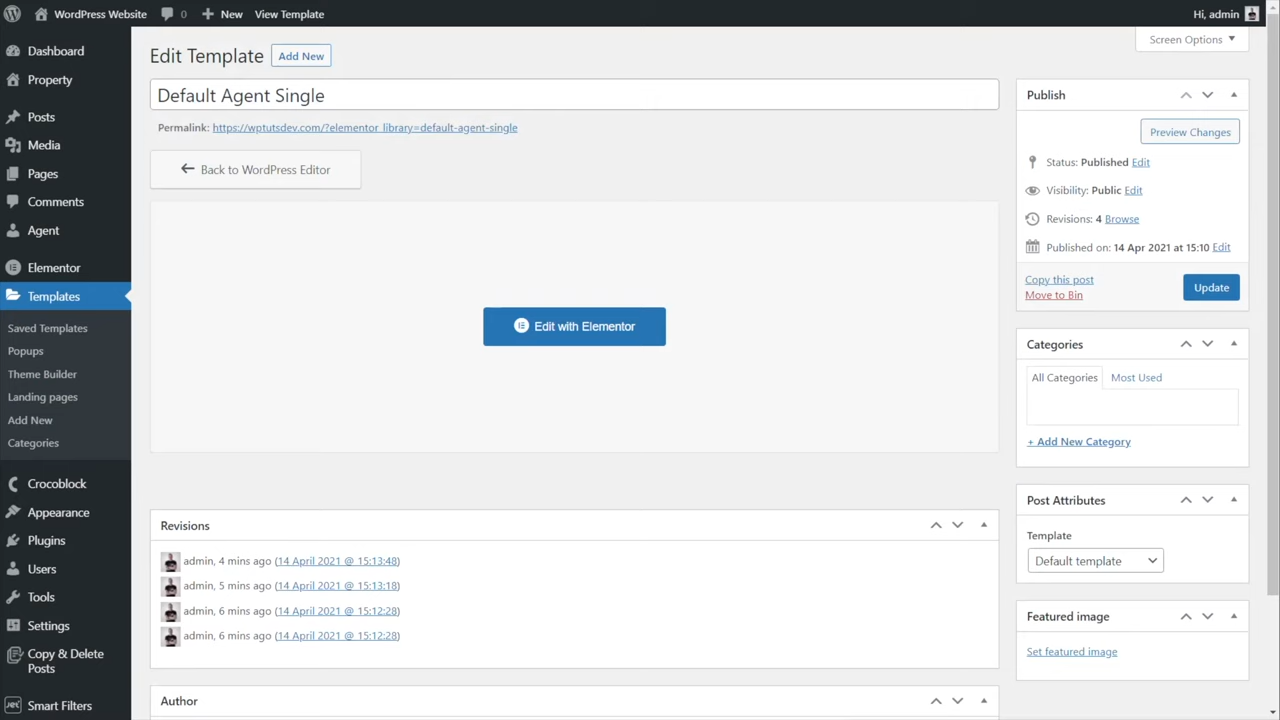 WordPress Website
0
New
View Template
Hi, admin
Screen Options
Dashboard
Property
Posts
Media
Pages
Comments
Agent
Elementor
Templates
Saved Templates
Popups
Theme Builder
Landing pages
Add New
Categories
Crocoblock
Appearance
Plugins
Users
Tools
Settings
Copy & Delete
Posts
Smart Filters
Edit Template
Add New
Default Agent Single
Permalink: https://wptutsdev.com/?elementor_library=default-agent-single
Back to WordPress Editor
Edit with Elementor
Revisions
admin, 4 mins ago (14 April 2021 @ 15:13:48)
admin, 5 mins ago (14 April 2021 @ 15:13:18)
admin, 6 mins ago (14 April 2021 @ 15:12:28)
admin, 6 mins ago (14 April 2021 @ 15:12:28)
Author
Publish
Preview Changes
Status: Published Edit
Visibility: Public Edit
Revisions: 4 Browse
Published on: 14 Apr 2021 at 15:10 Edit
Copy this post
Move to Bin
Update
Categories
All Categories
Most Used
+ Add New Category
Post Attributes
Template
Default template
Featured image
Set featured image